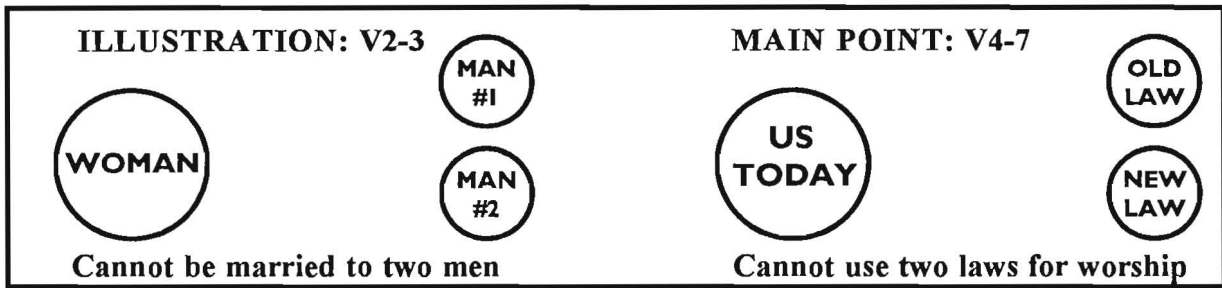 ILLUSTRATION: V2-3
WOMAN
MAN
#1
MAN
#2
Cannot be married to two men
MAIN POINT: V4-7
US
TODAY
OLD
LAW
NEW
LAW
Cannot use two laws for worship